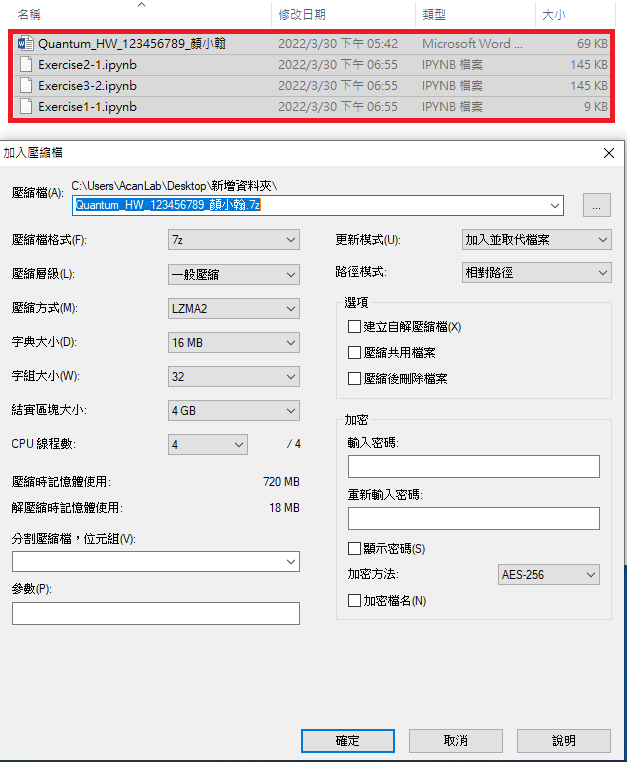 名稱 修改日期 類型 大小
Quantum_HW_123456789_顏小翰 2022/3/30 下午 05:42 Microsoft Word ... 69 KB
Exercise2-1.ipynb 2022/3/30 下午 06:55 IPYNB 檔案 145 KB
Exercise3-2.ipynb 2022/3/30 下午 06:55 IPYNB 檔案 145 KB
Exercise1-1.ipynb 2022/3/30 下午 06:55 IPYNB 檔案 9 KB
加入壓縮檔
壓縮檔(A): C:\Users\AcanLab\Desktop\新增資料夾\
Quantum_HW_123456789_顏小翰.7z ...
壓縮檔格式(F): 7z
壓縮層級(L): 一般壓縮
壓縮方式(M): LZMA2
字典大小(D): 16 MB
字組大小(W): 32
結實區塊大小: 4 GB
CPU 線程數: 4 / 4
壓縮時記憶體使用: 720 MB
解壓縮時記憶體使用: 18 MB
分割壓縮檔，位元組(V):
參數(P):
更新模式(U): 加入並取代檔案
路徑模式: 相對路徑
選項
建立自解壓縮檔(X)
壓縮共用檔案
壓縮後刪除檔案
加密
輸入密碼:
重新輸入密碼:
顯示密碼(S)
加密方法: AES-256
加密檔名(N)
確定 取消 說明